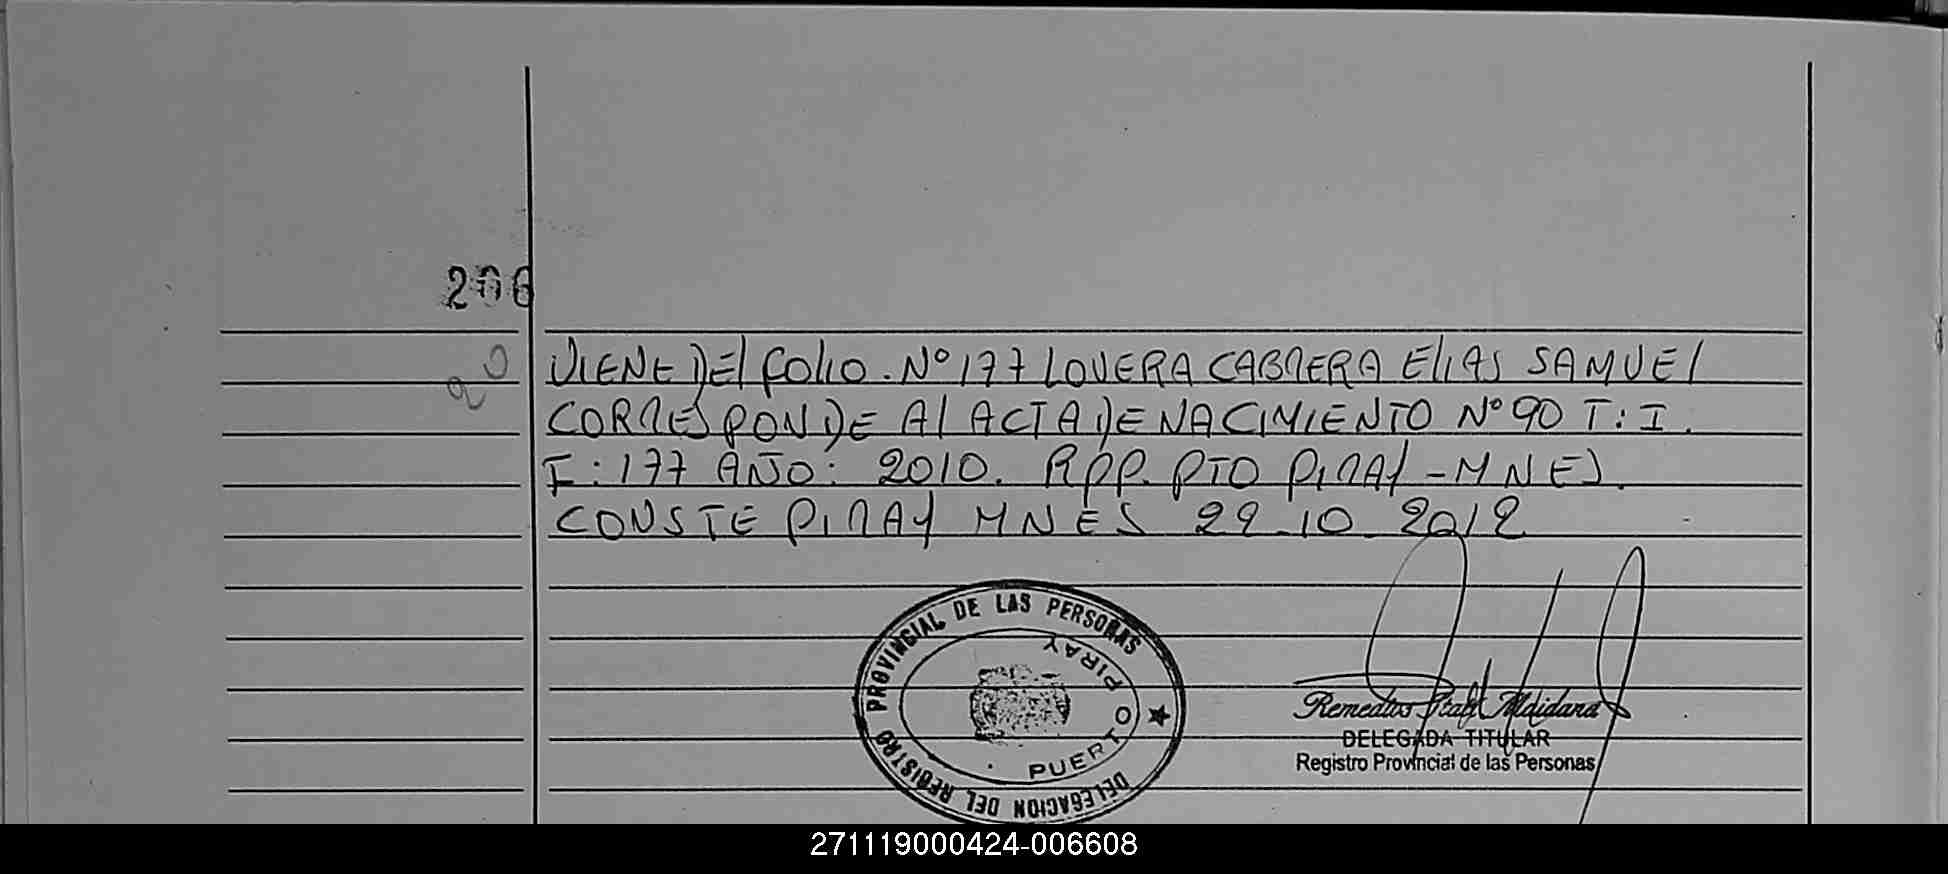 206
20
VIENE DEL FOLIO. N° 177 LOVERA CABRERA ELIAS SAMUEL
CORRESPONDE AL ACTA DE NACIMIENTO N° 90 T: I.
F: 177 AÑO: 2010. RPP. PTO PIRAY - MNES.
CONSTE PIRAY MNES 29.10.2012
DELEGACION DEL REGISTRO PROVINCIAL DE LAS PERSONAS
PUERTO PIRAY
Remedios
DELEGADA TITULAR
Registro Provincial de las Personas
271119000424-006608